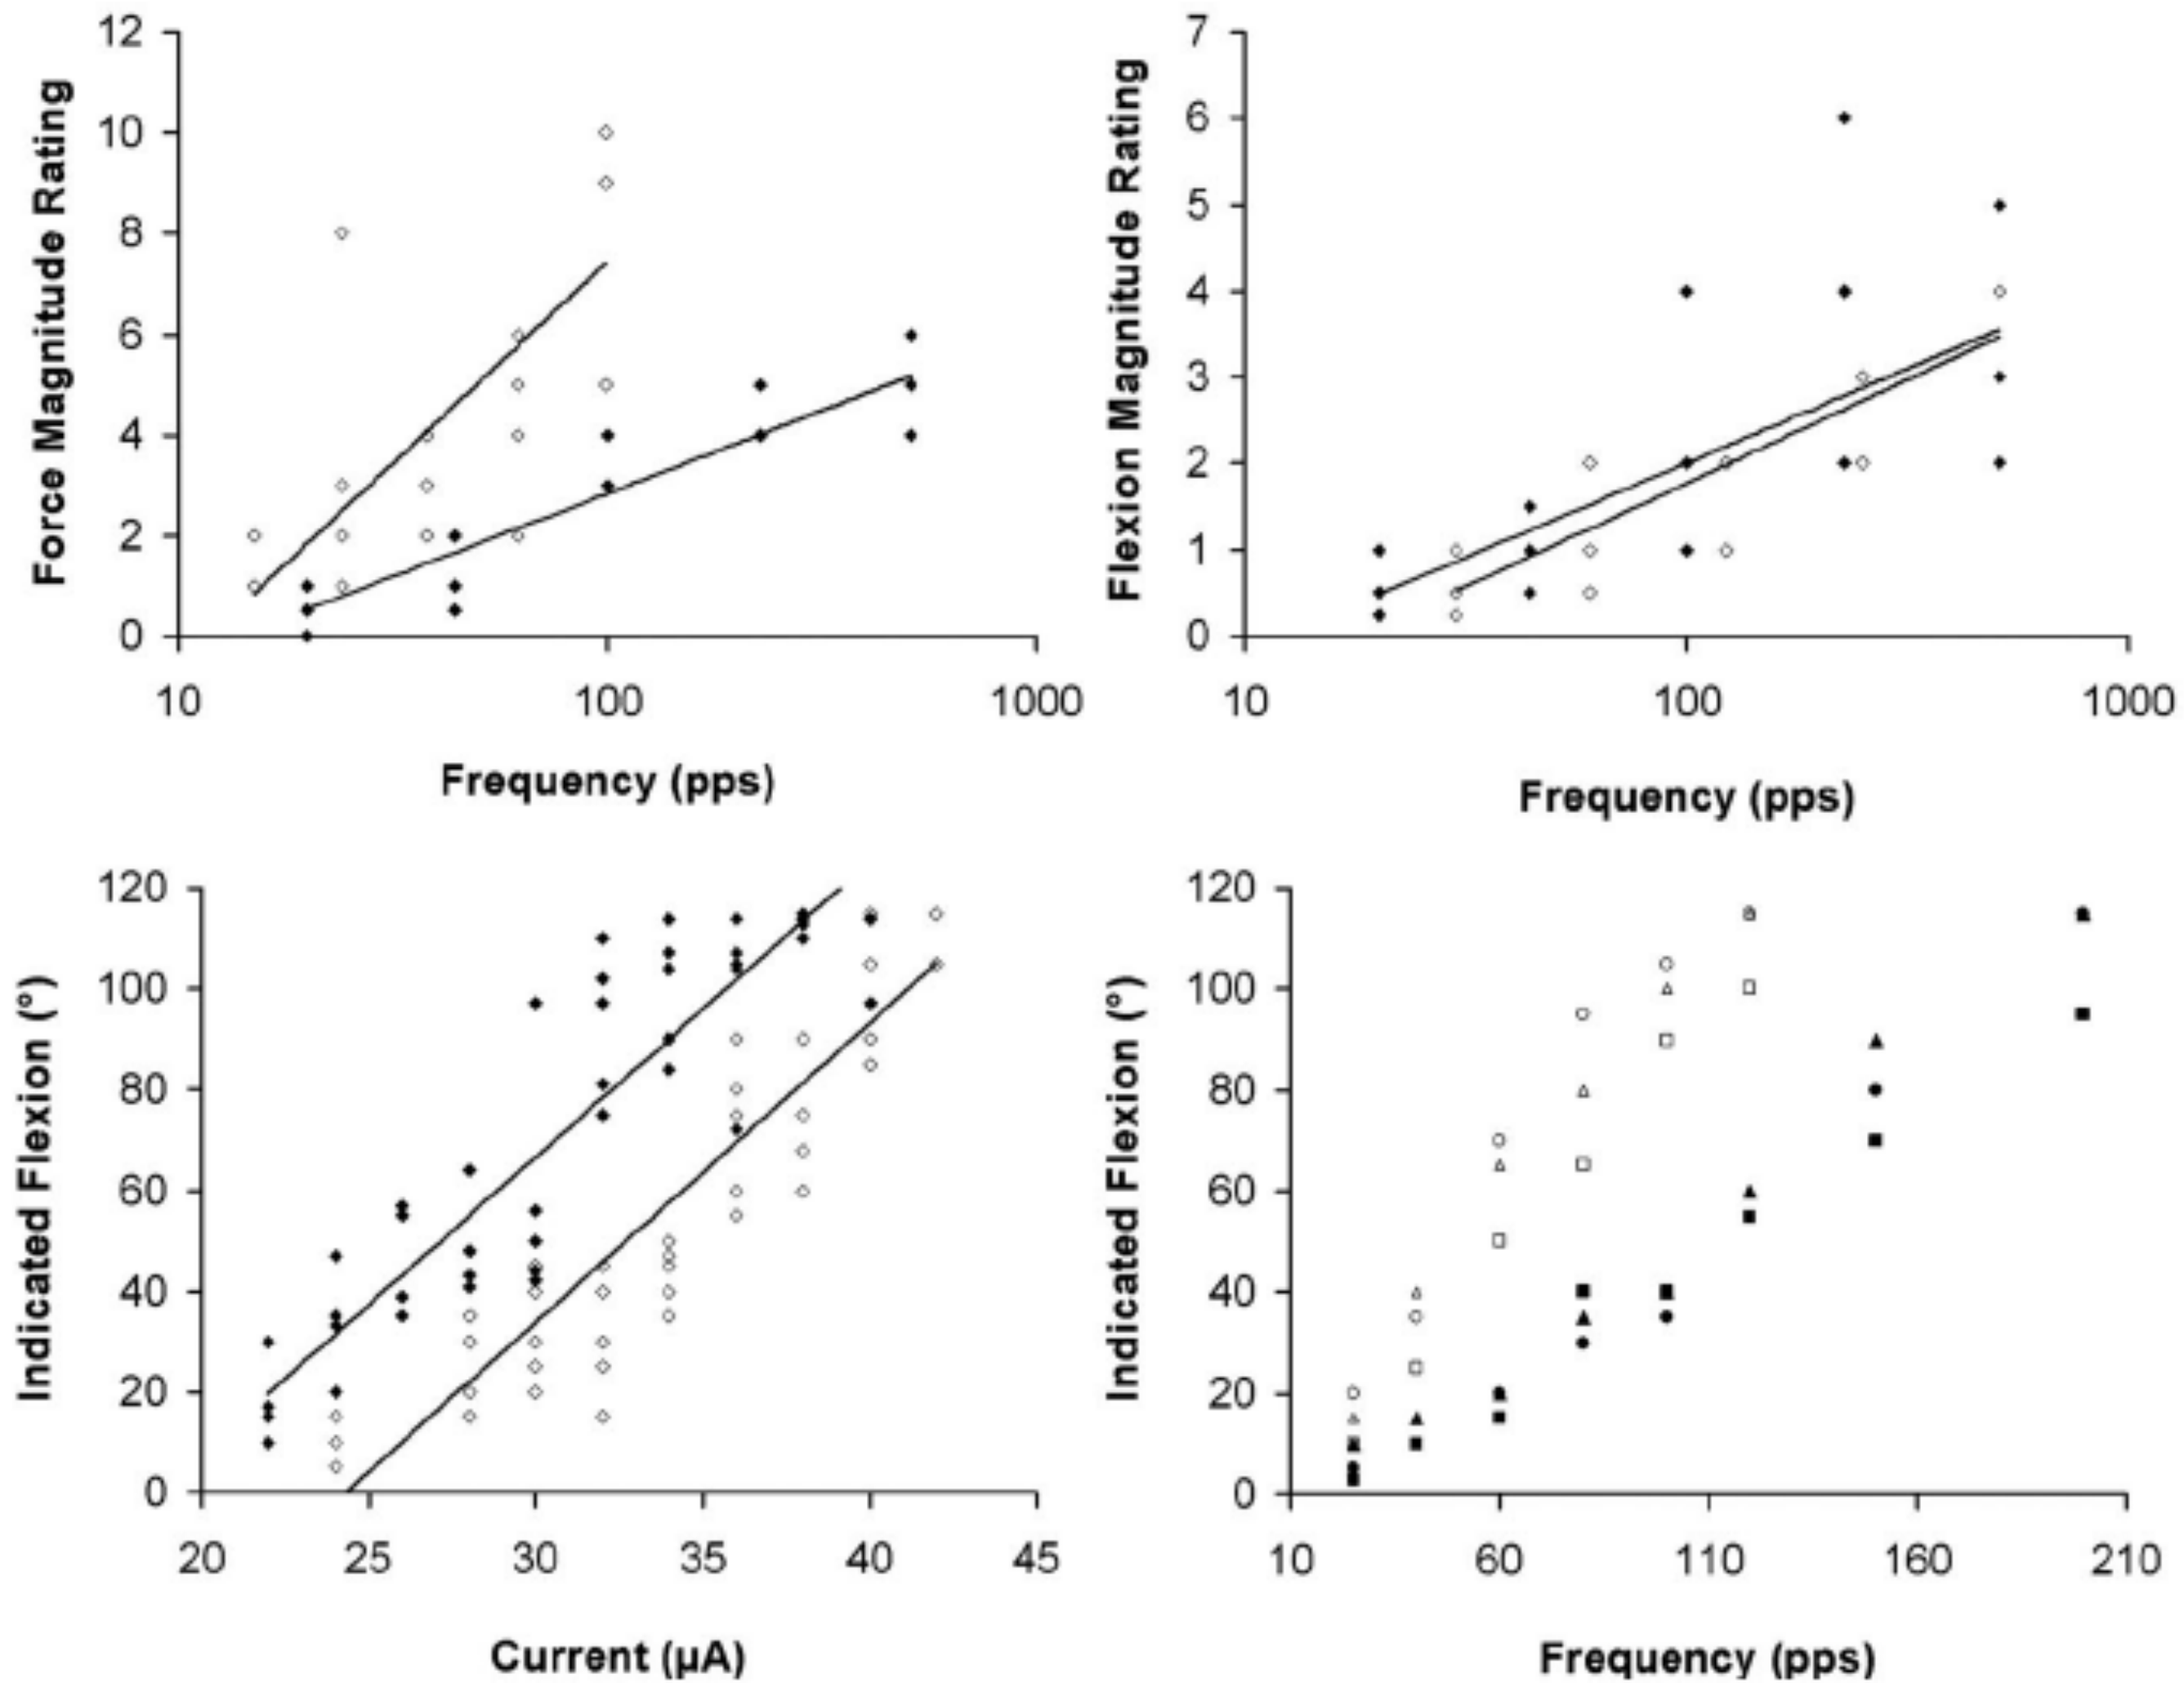 Force Magnitude Rating
12
10
8
6
4
2
0
10 100 1000
Frequency (pps)
Flexion Magnitude Rating
7
6
5
4
3
2
1
0
10 100 1000
Frequency (pps)
Indicated Flexion (°)
120
100
80
60
40
20
0
20 25 30 35 40 45
Current (µA)
Indicated Flexion (°)
120
100
80
60
40
20
0
10 60 110 160 210
Frequency (pps)